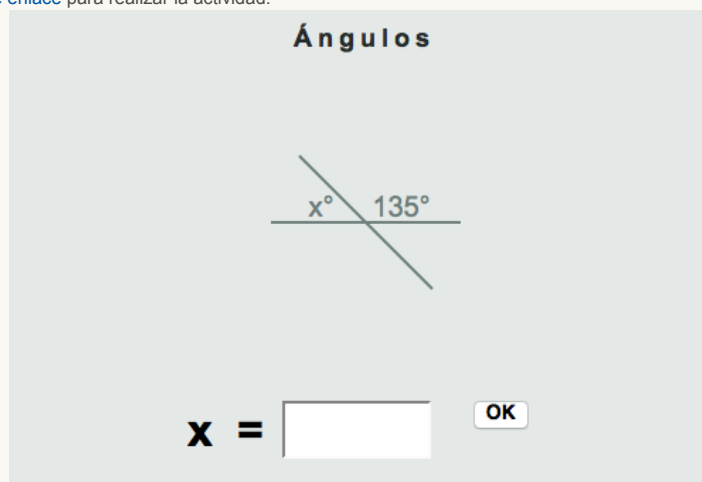 enlace para realizar la actividad.
Ángulos
x° 135°
x =
OK